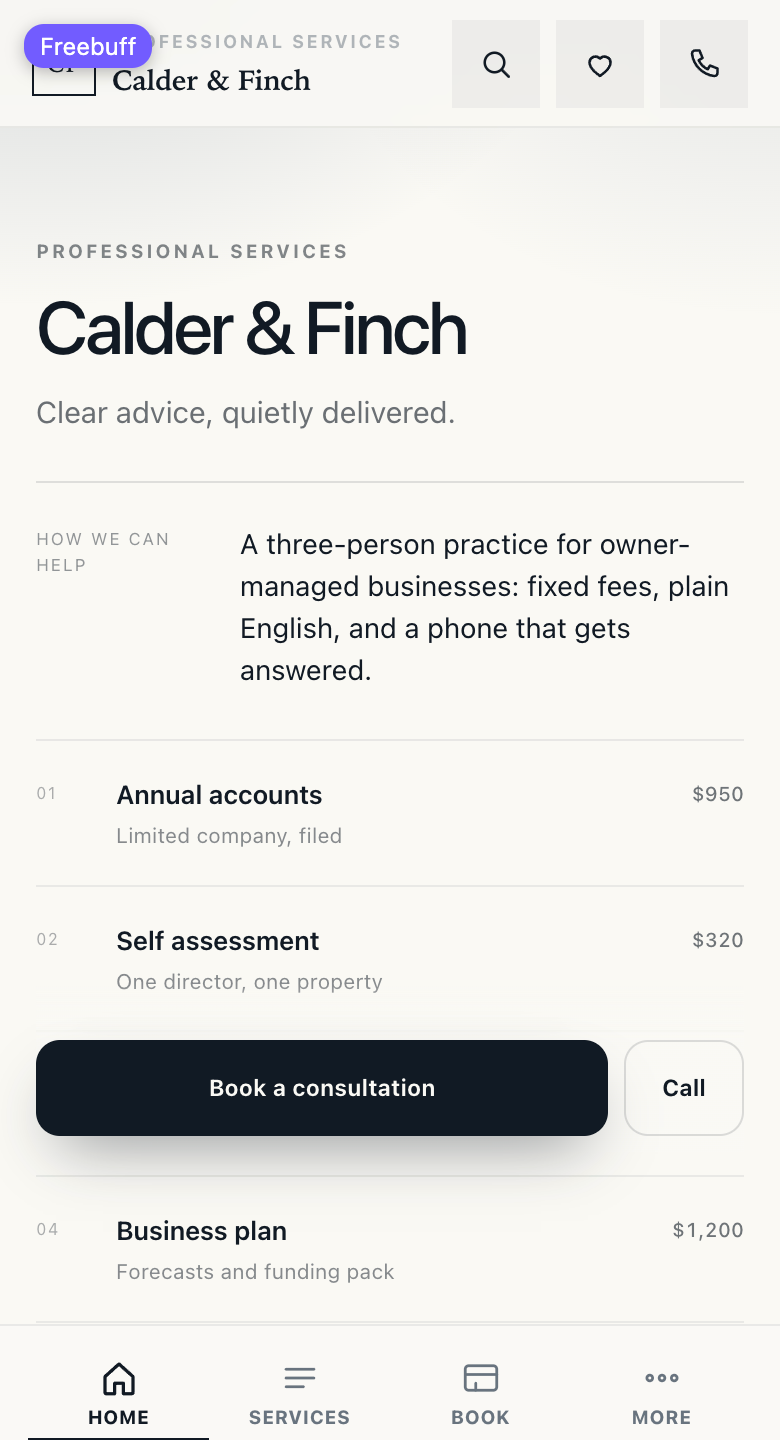 Freebuff
PROFESSIONAL SERVICES
Calder & Finch
PROFESSIONAL SERVICES
Calder & Finch
Clear advice, quietly delivered.
HOW WE CAN
HELP
A three-person practice for owner-
managed businesses: fixed fees, plain
English, and a phone that gets
answered.
01
Annual accounts
$950
Limited company, filed
02
Self assessment
$320
One director, one property
Book a consultation
Call
04
Business plan
$1,200
Forecasts and funding pack
HOME
SERVICES
BOOK
MORE